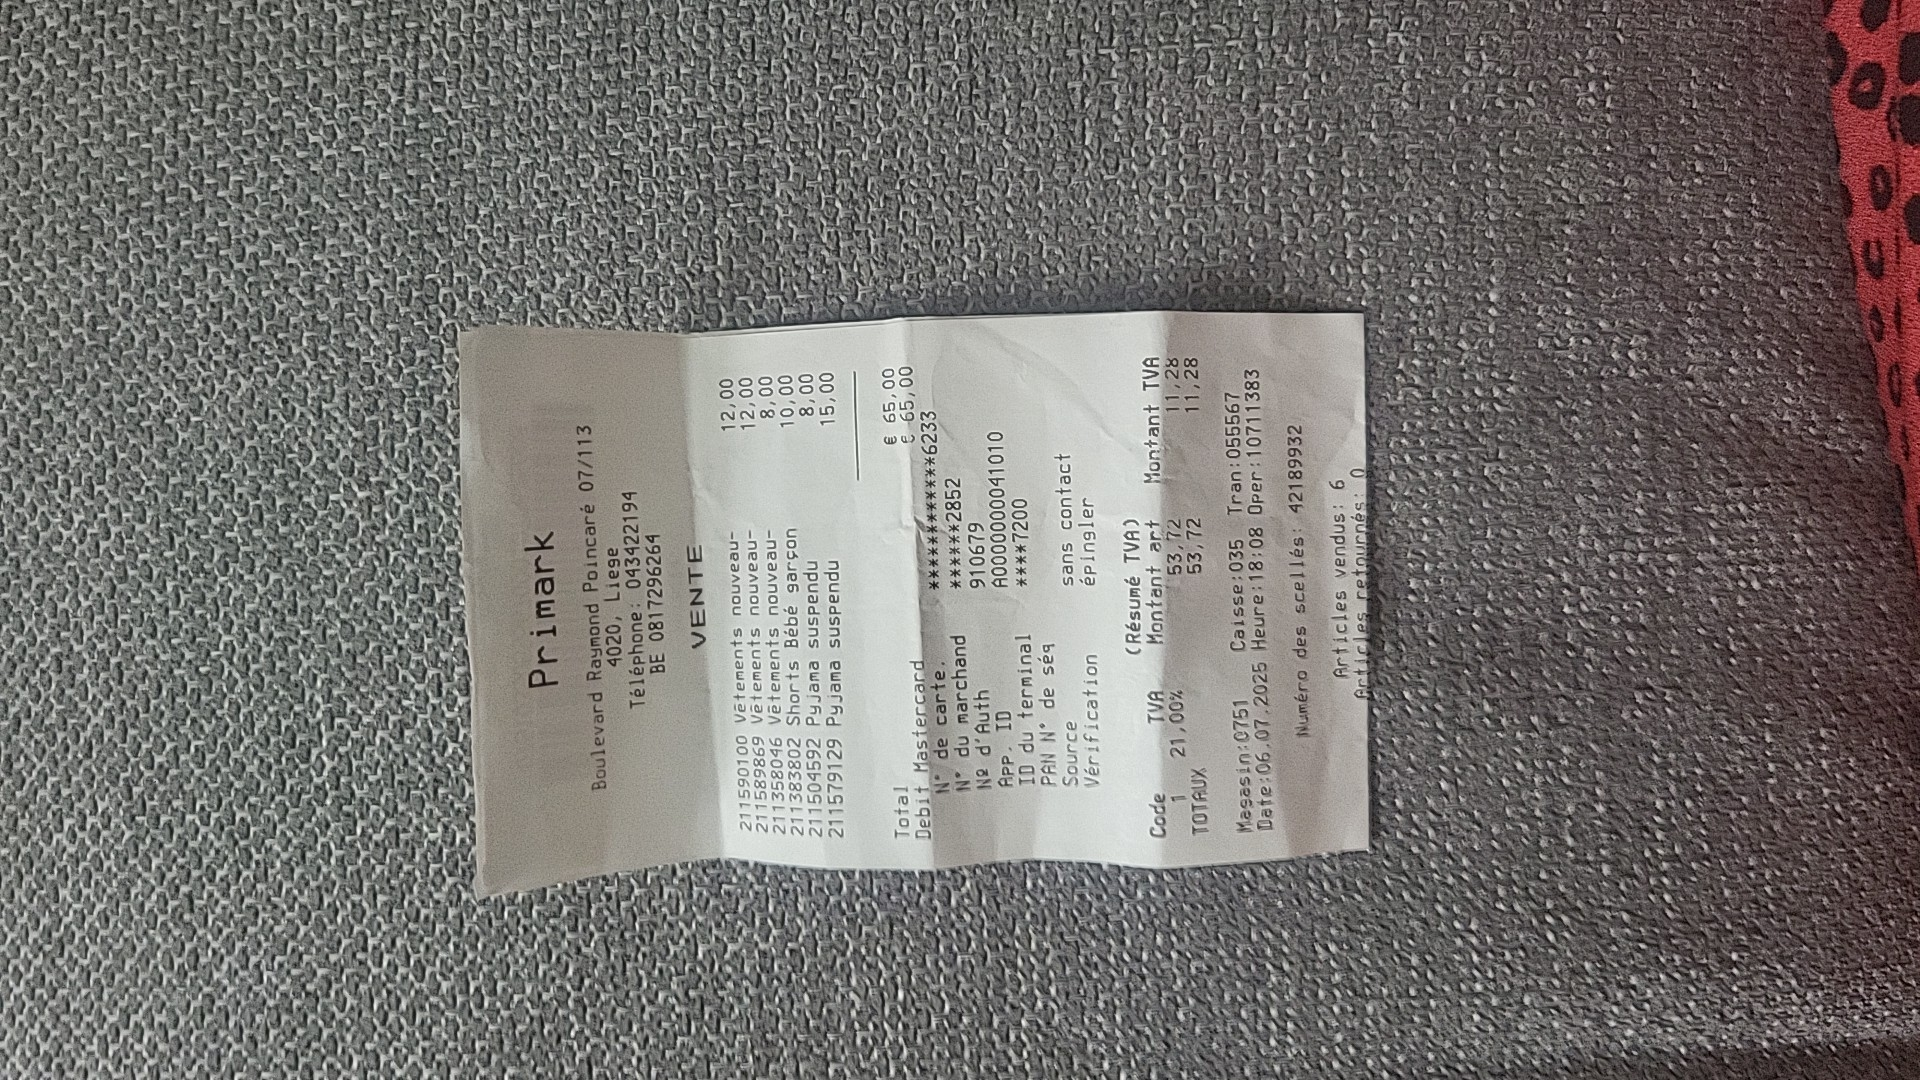 Primark
Boulevard Raymond Poincaré 07/113
4020, Liege
Téléphone: 043422194
BE 0817296264
VENTE
211590100 Vêtements nouveau- 12,00
211589869 Vêtements nouveau- 12,00
211358046 Vêtements nouveau- 8,00
211383802 Shorts Bébé garçon 10,00
211504592 Pyjama suspendu 8,00
211579129 Pyjama suspendu 15,00
Total € 65,00
Debit Mastercard € 65,00
N° de carte. ************6233
N° du marchand ******2852
Nº d'Auth 910679
App. ID A0000000041010
ID du terminal ****7200
PAN N° de séq
Source sans contact
Vérification épingler
(Résumé TVA)
Code TVA Montant art Montant TVA
1 21,00% 53,72 11,28
TOTAUX 53,72 11,28
Magasin:0751 Caisse:035 Tran:055567
Date:06.07.2025 Heure:18:08 Oper:10711383
Numéro des scellés: 42189932
Articles vendus: 6
Articles retournés: 0